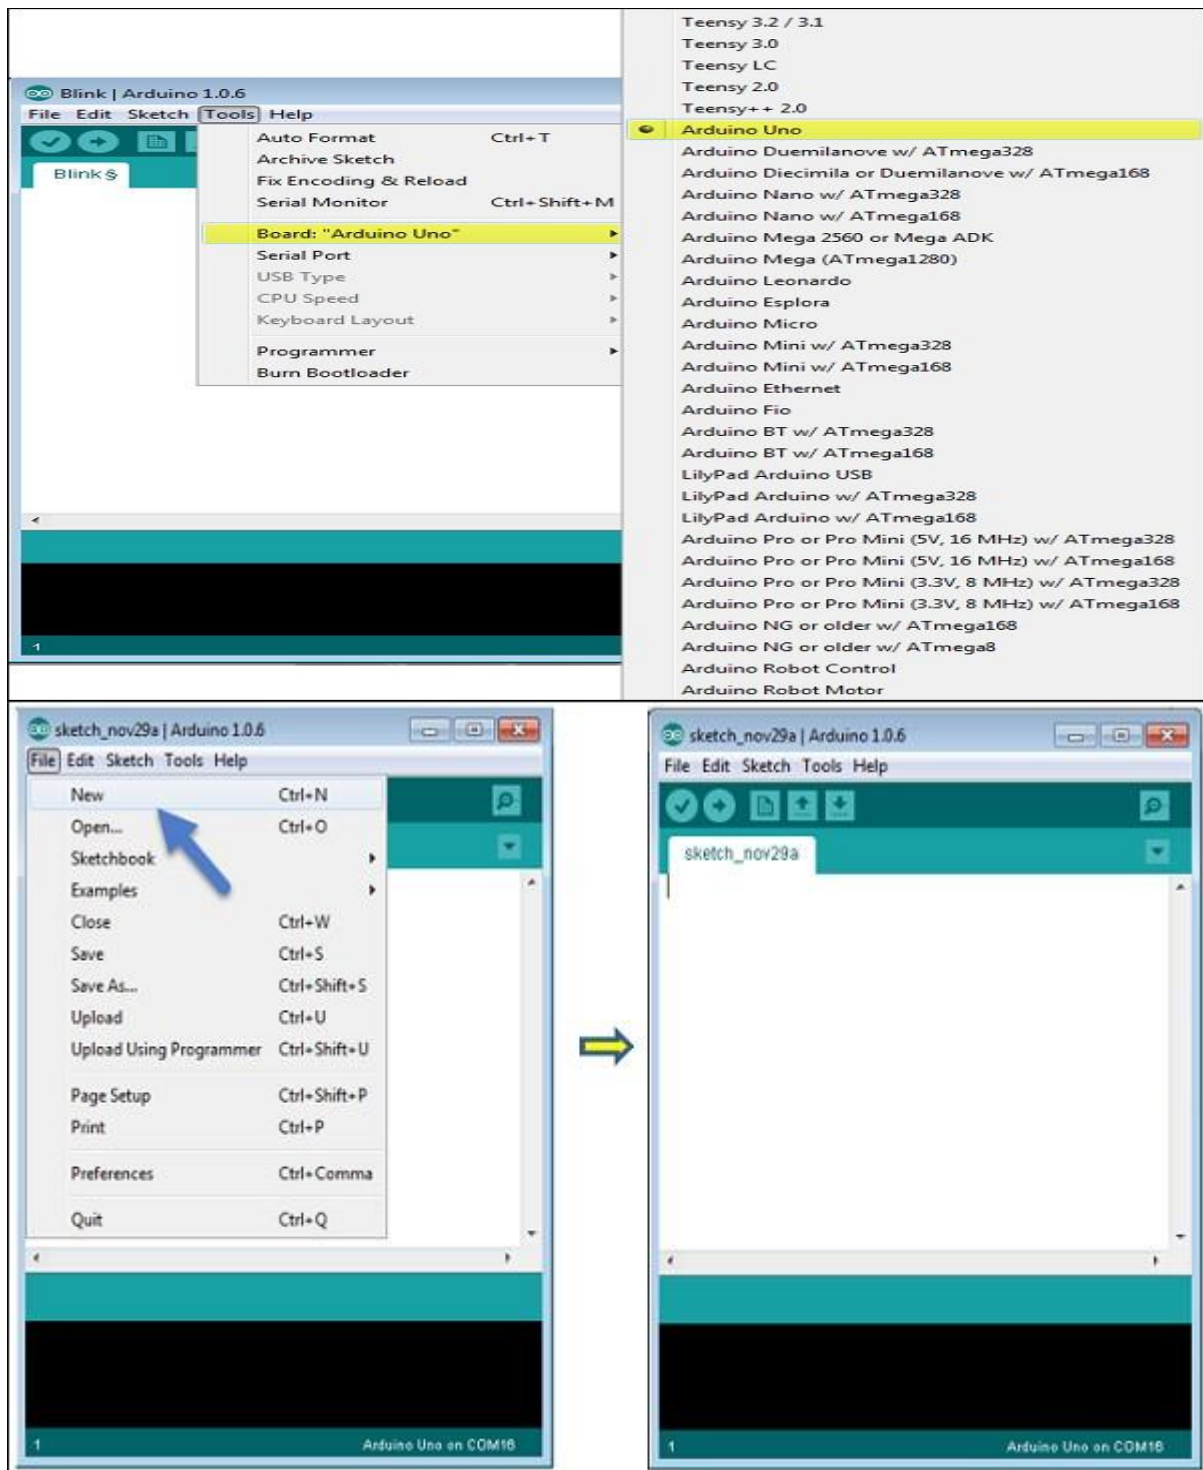 Blink | Arduino 1.0.6
File Edit Sketch Tools Help
Blink §
Auto Format Ctrl+T
Archive Sketch
Fix Encoding & Reload
Serial Monitor Ctrl+Shift+M
Board: "Arduino Uno"
Serial Port
USB Type
CPU Speed
Keyboard Layout
Programmer
Burn Bootloader
1
Teensy 3.2 / 3.1
Teensy 3.0
Teensy LC
Teensy 2.0
Teensy++ 2.0
Arduino Uno
Arduino Duemilanove w/ ATmega328
Arduino Diecimila or Duemilanove w/ ATmega168
Arduino Nano w/ ATmega328
Arduino Nano w/ ATmega168
Arduino Mega 2560 or Mega ADK
Arduino Mega (ATmega1280)
Arduino Leonardo
Arduino Esplora
Arduino Micro
Arduino Mini w/ ATmega328
Arduino Mini w/ ATmega168
Arduino Ethernet
Arduino Fio
Arduino BT w/ ATmega328
Arduino BT w/ ATmega168
LilyPad Arduino USB
LilyPad Arduino w/ ATmega328
LilyPad Arduino w/ ATmega168
Arduino Pro or Pro Mini (5V, 16 MHz) w/ ATmega328
Arduino Pro or Pro Mini (5V, 16 MHz) w/ ATmega168
Arduino Pro or Pro Mini (3.3V, 8 MHz) w/ ATmega328
Arduino Pro or Pro Mini (3.3V, 8 MHz) w/ ATmega168
Arduino NG or older w/ ATmega168
Arduino NG or older w/ ATmega8
Arduino Robot Control
Arduino Robot Motor
sketch_nov29a | Arduino 1.0.6
File Edit Sketch Tools Help
New Ctrl+N
Open... Ctrl+O
Sketchbook
Examples
Close Ctrl+W
Save Ctrl+S
Save As... Ctrl+Shift+S
Upload Ctrl+U
Upload Using Programmer Ctrl+Shift+U
Page Setup Ctrl+Shift+P
Print Ctrl+P
Preferences Ctrl+Comma
Quit Ctrl+Q
1 Arduino Uno on COM16
sketch_nov29a | Arduino 1.0.6
File Edit Sketch Tools Help
sketch_nov29a
1 Arduino Uno on COM16